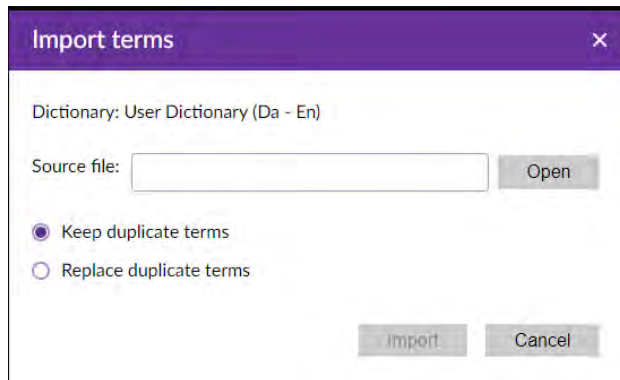 Import terms
Dictionary: User Dictionary (Da - En)
Source file:
Open
Keep duplicate terms
Replace duplicate terms
Import
Cancel